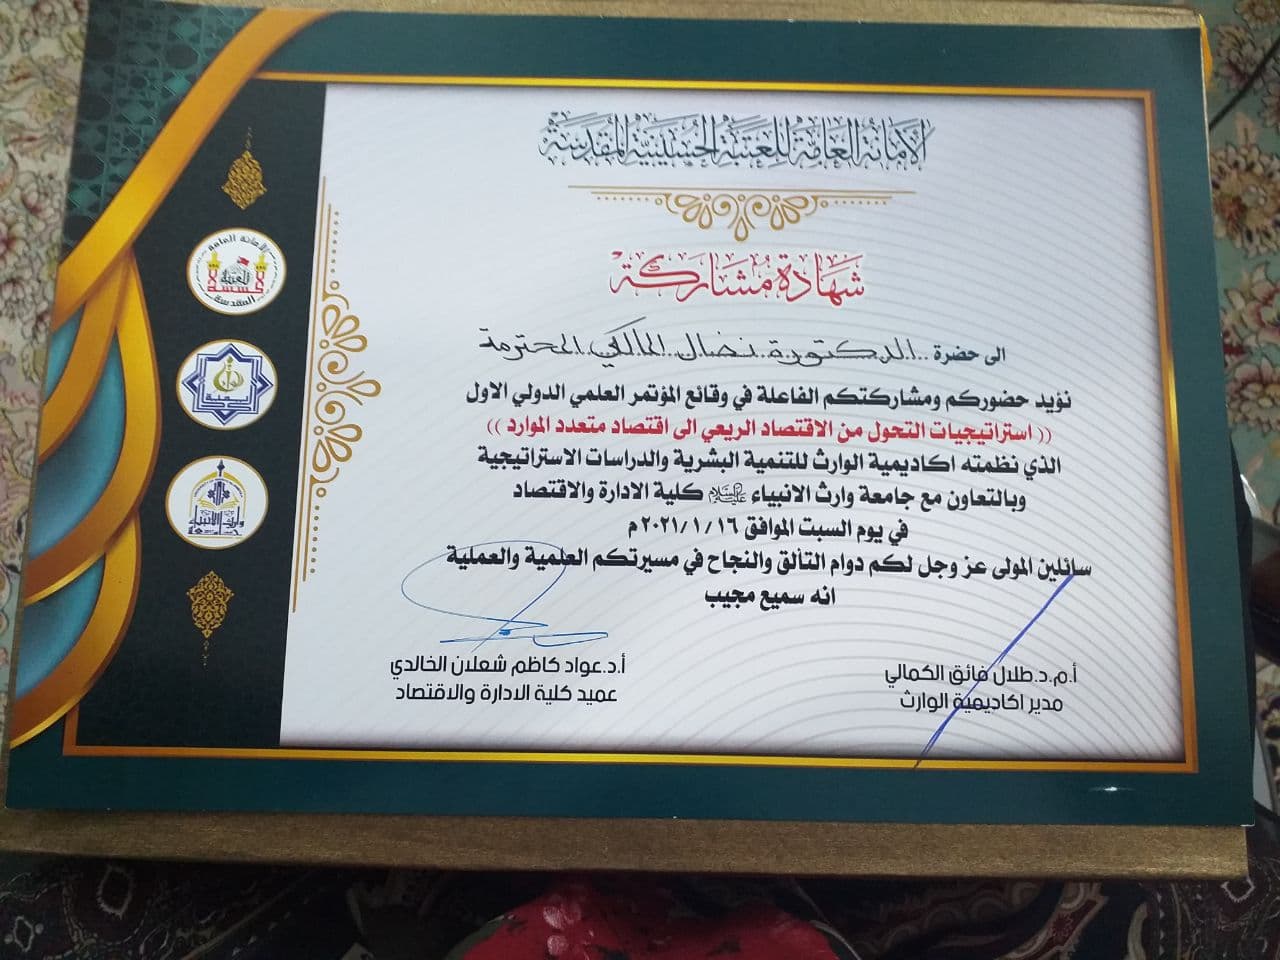 الأمانة العامة للعتبة الحسينية المقدسة
شهادة مشاركة
الى حضرة .. الدكتورة نضال المالكي المحترمة
نؤيد حضوركم ومشاركتكم الفاعلة في وقائع المؤتمر العلمي الدولي الاول
(( استراتيجيات التحول من الاقتصاد الريعي الى اقتصاد متعدد الموارد ))
الذي نظمته اكاديمية الوارث للتنمية البشرية والدراسات الاستراتيجية
وبالتعاون مع جامعة وارث الانبياء عليه السلام كلية الادارة والاقتصاد
في يوم السبت الموافق ٢٠٢١/١/١٦م
سائلين المولى عز وجل لكم دوام التألق والنجاح في مسيرتكم العلمية والعملية
انه سميع مجيب
أ.م.د.طلال فائق الكمالي
مدير اكاديمية الوارث
أ.د.عواد كاظم شعلان الخالدي
عميد كلية الادارة والاقتصاد